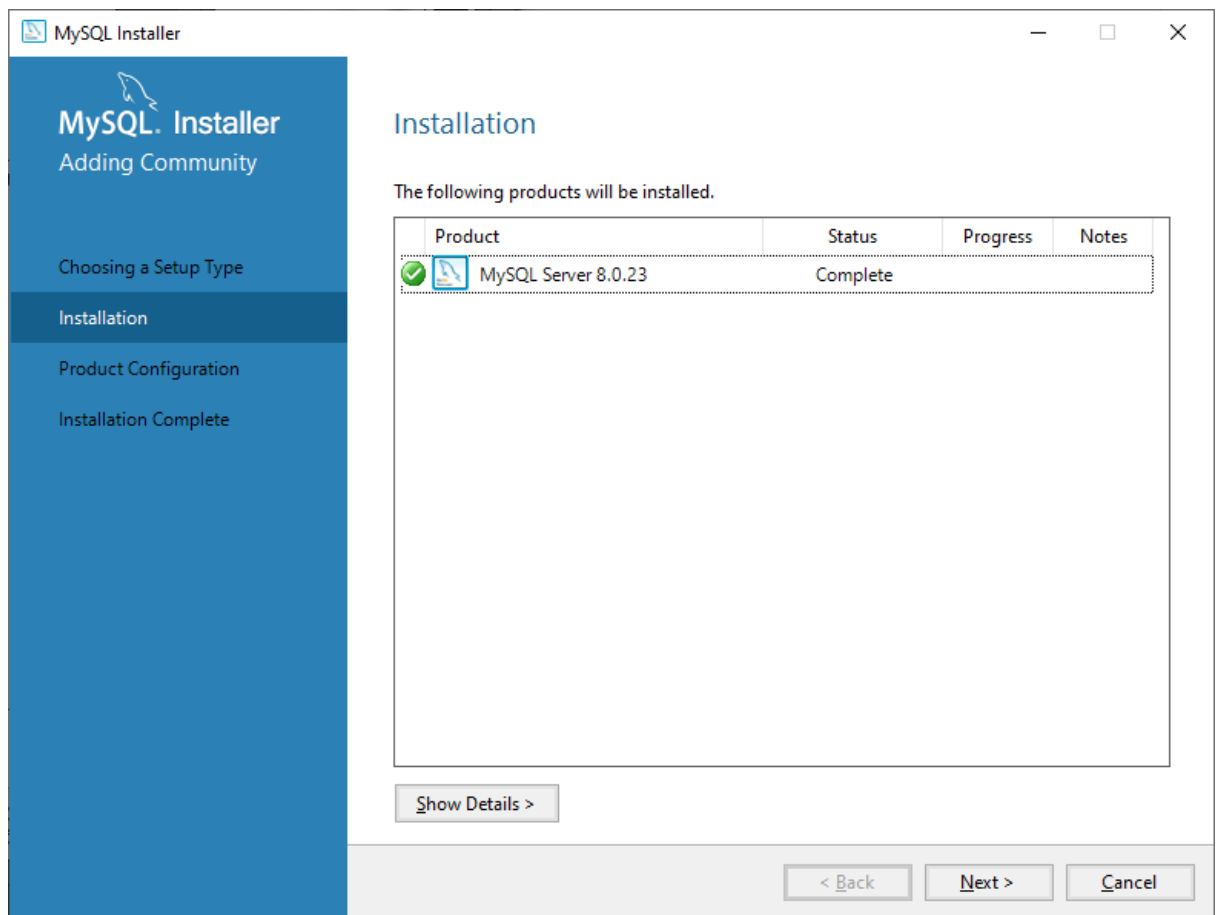 MySQL Installer
MySQL. Installer
Adding Community
Choosing a Setup Type
Installation
Product Configuration
Installation Complete
Installation
The following products will be installed.
Product Status Progress Notes
MySQL Server 8.0.23 Complete
Show Details >
< Back Next > Cancel